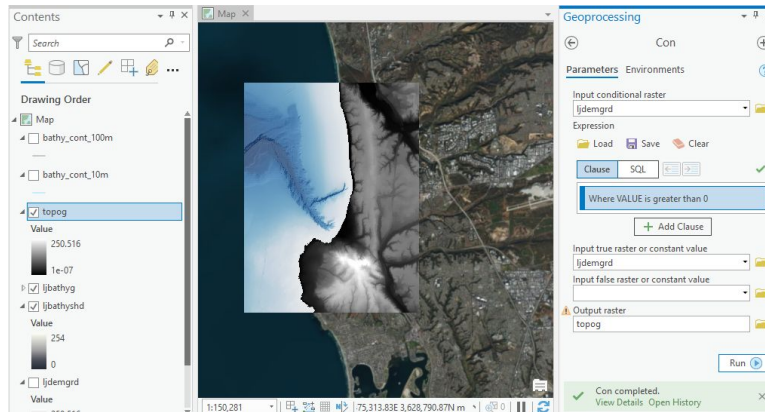 Contents
Search
Drawing Order
Map
bathy_cont_100m
bathy_cont_10m
topog
Value
250.516
1e-07
ljbathyg
ljbathyshd
Value
254
0
ljdemgrd
Value
Map
1:150,281
-75,313.83E 3,628,790.87N m
0
Geoprocessing
Con
Parameters Environments
Input conditional raster
ljdemgrd
Expression
Load Save Clear
Clause SQL
Where VALUE is greater than 0
Add Clause
Input true raster or constant value
ljdemgrd
Input false raster or constant value
Output raster
topog
Run
Con completed.
View Details Open History